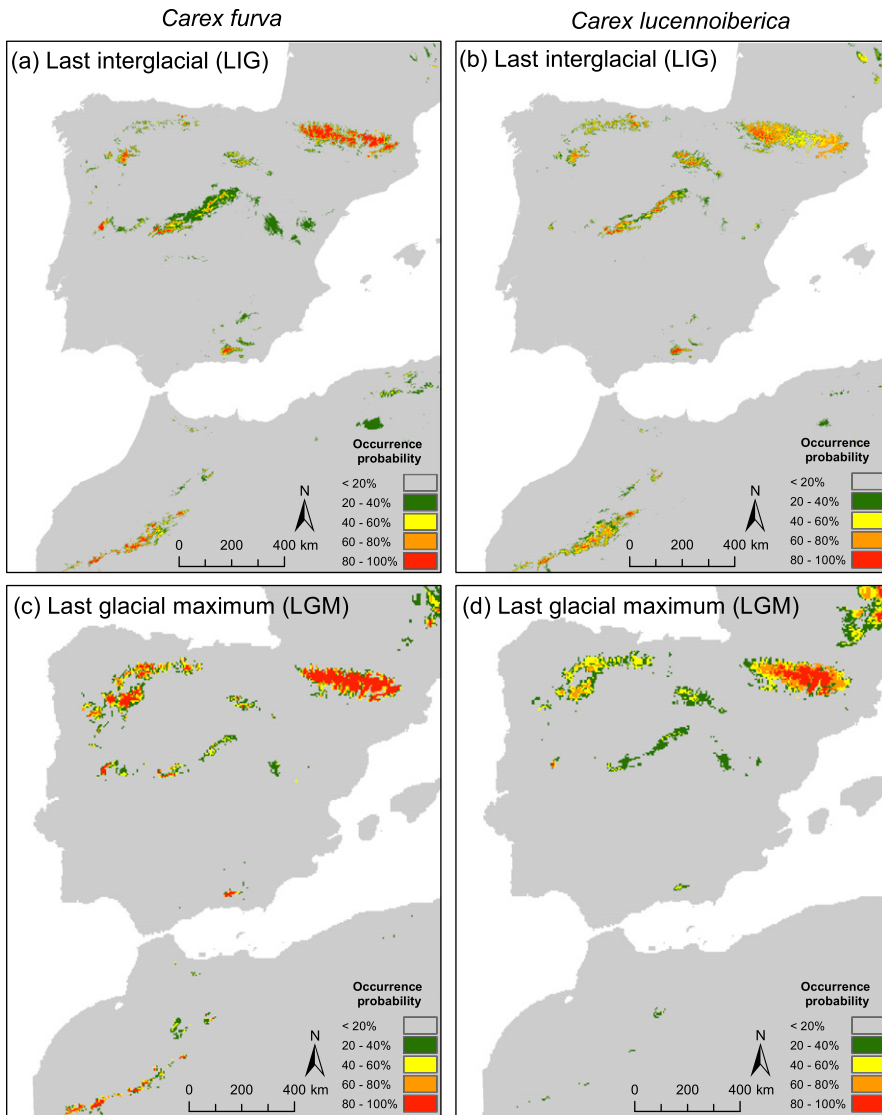 Carex furva
Carex lucennoiberica
(a) Last interglacial (LIG)
Occurrence
probability
< 20%
20 - 40%
40 - 60%
60 - 80%
80 - 100%
N
0 200 400 km
(b) Last interglacial (LIG)
Occurrence
probability
< 20%
20 - 40%
40 - 60%
60 - 80%
80 - 100%
N
0 200 400 km
(c) Last glacial maximum (LGM)
Occurrence
probability
< 20%
20 - 40%
40 - 60%
60 - 80%
80 - 100%
N
0 200 400 km
(d) Last glacial maximum (LGM)
Occurrence
probability
< 20%
20 - 40%
40 - 60%
60 - 80%
80 - 100%
N
0 200 400 km